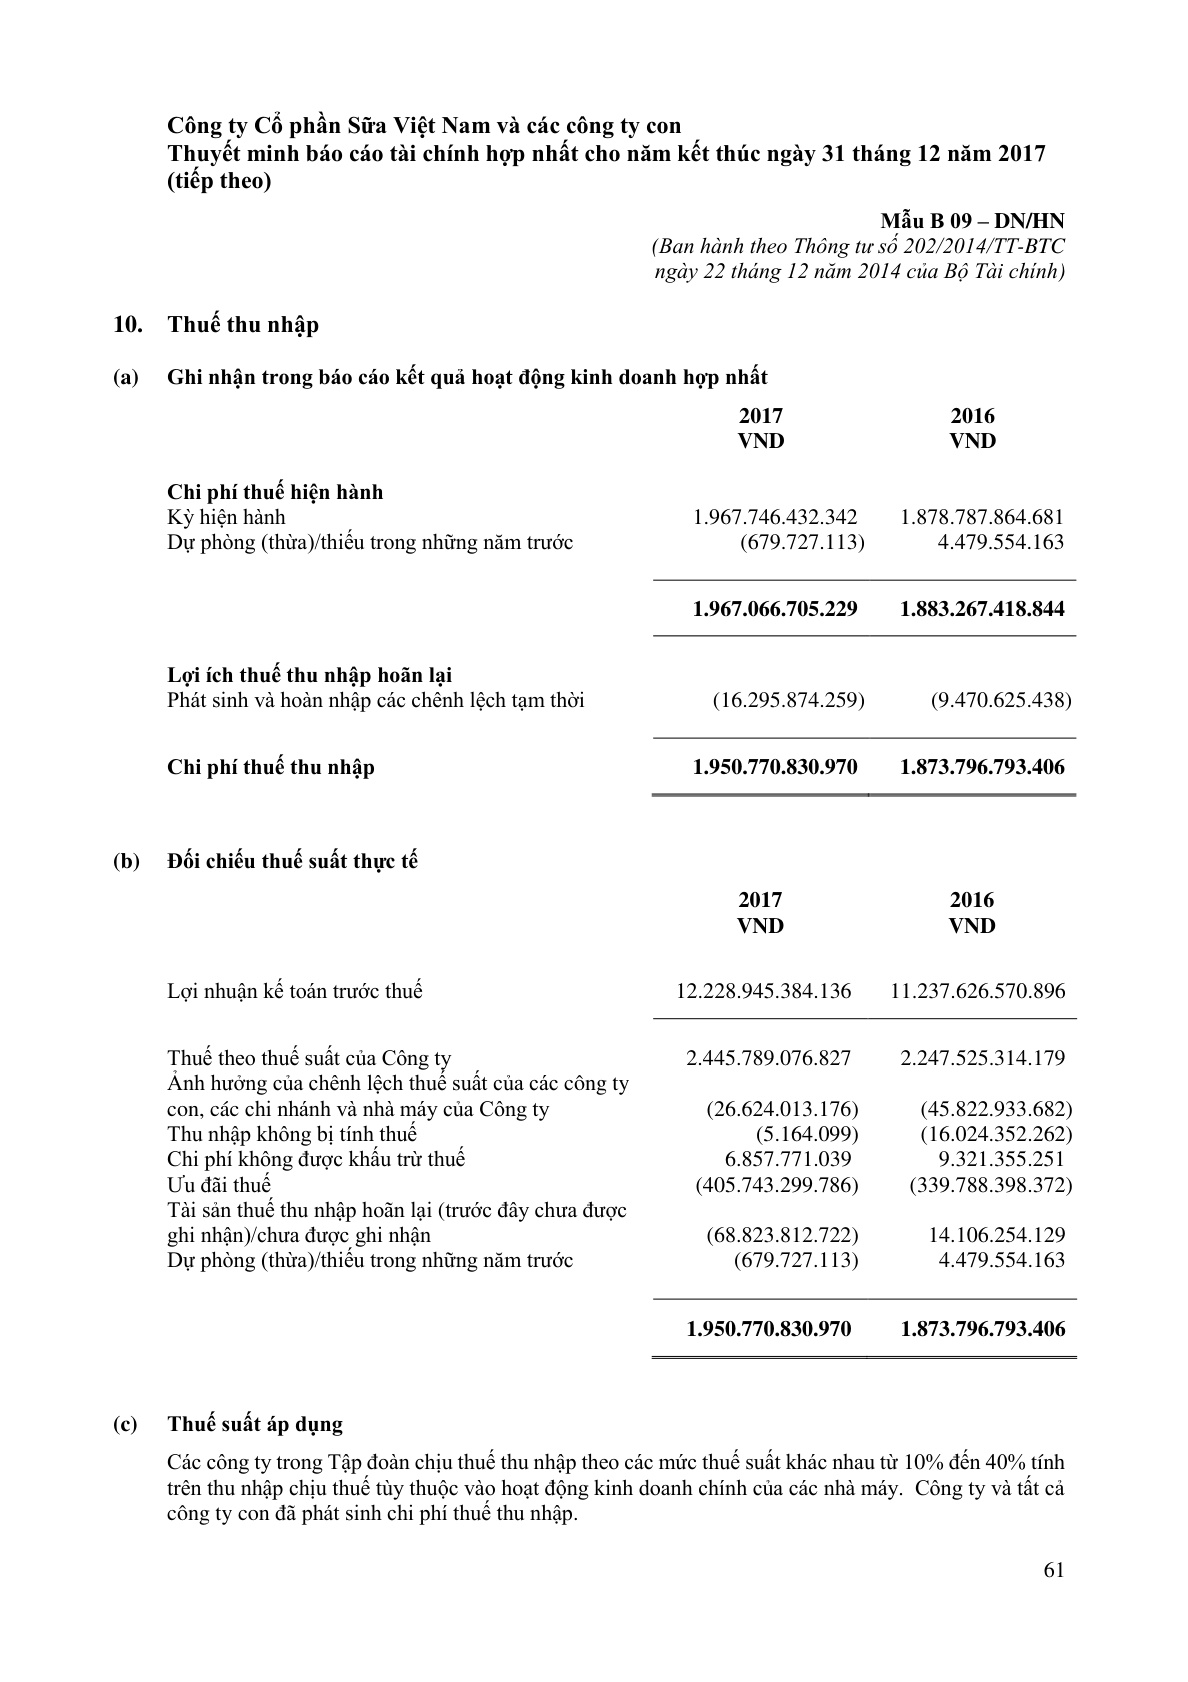 Công ty Cổ phần Sữa Việt Nam và các công ty con
Thuyết minh báo cáo tài chính hợp nhất cho năm kết thúc ngày 31 tháng 12 năm 2017
(tiếp theo)
Mẫu B 09 – DN/HN
(Ban hành theo Thông tư số 202/2014/TT-BTC
ngày 22 tháng 12 năm 2014 của Bộ Tài chính)
10. Thuế thu nhập
(a) Ghi nhận trong báo cáo kết quả hoạt động kinh doanh hợp nhất
2017 2016
VND VND
Chi phí thuế hiện hành
Kỳ hiện hành 1.967.746.432.342 1.878.787.864.681
Dự phòng (thừa)/thiếu trong những năm trước (679.727.113) 4.479.554.163
1.967.066.705.229 1.883.267.418.844
Lợi ích thuế thu nhập hoãn lại
Phát sinh và hoàn nhập các chênh lệch tạm thời (16.295.874.259) (9.470.625.438)
Chi phí thuế thu nhập 1.950.770.830.970 1.873.796.793.406
(b) Đối chiếu thuế suất thực tế
2017 2016
VND VND
Lợi nhuận kế toán trước thuế 12.228.945.384.136 11.237.626.570.896
Thuế theo thuế suất của Công ty 2.445.789.076.827 2.247.525.314.179
Ảnh hưởng của chênh lệch thuế suất của các công ty
con, các chi nhánh và nhà máy của Công ty (26.624.013.176) (45.822.933.682)
Thu nhập không bị tính thuế (5.164.099) (16.024.352.262)
Chi phí không được khấu trừ thuế 6.857.771.039 9.321.355.251
Ưu đãi thuế (405.743.299.786) (339.788.398.372)
Tài sản thuế thu nhập hoãn lại (trước đây chưa được
ghi nhận)/chưa được ghi nhận (68.823.812.722) 14.106.254.129
Dự phòng (thừa)/thiếu trong những năm trước (679.727.113) 4.479.554.163
1.950.770.830.970 1.873.796.793.406
(c) Thuế suất áp dụng
Các công ty trong Tập đoàn chịu thuế thu nhập theo các mức thuế suất khác nhau từ 10% đến 40% tính
trên thu nhập chịu thuế tùy thuộc vào hoạt động kinh doanh chính của các nhà máy. Công ty và tất cả
công ty con đã phát sinh chi phí thuế thu nhập.
61